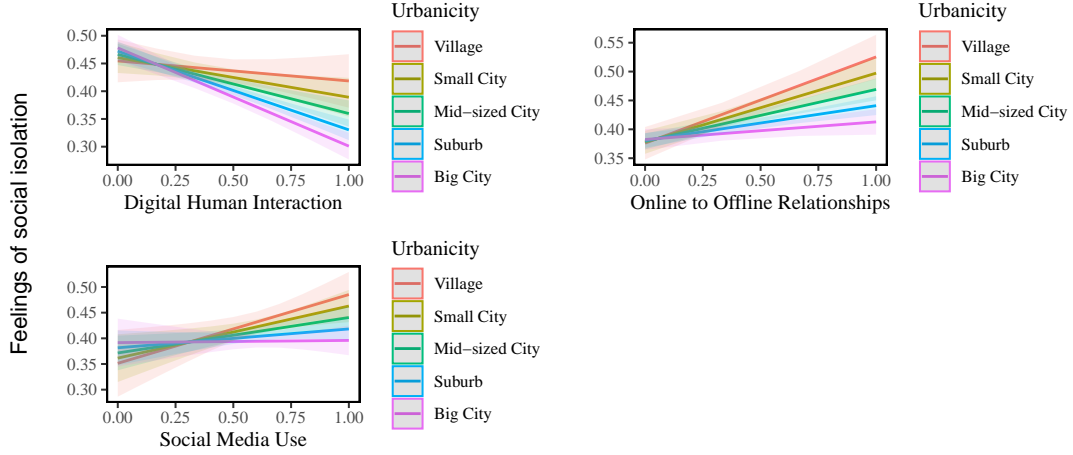 Feelings of social isolation
Urbanicity
0.50
0.45
0.40
0.35
0.30
0.00 0.25 0.50 0.75 1.00
Digital Human Interaction
Village
Small City
Mid−sized City
Suburb
Big City
Urbanicity
0.55
0.50
0.45
0.40
0.35
0.00 0.25 0.50 0.75 1.00
Online to Offline Relationships
Village
Small City
Mid−sized City
Suburb
Big City
Urbanicity
0.50
0.45
0.40
0.35
0.30
0.00 0.25 0.50 0.75 1.00
Social Media Use
Village
Small City
Mid−sized City
Suburb
Big City